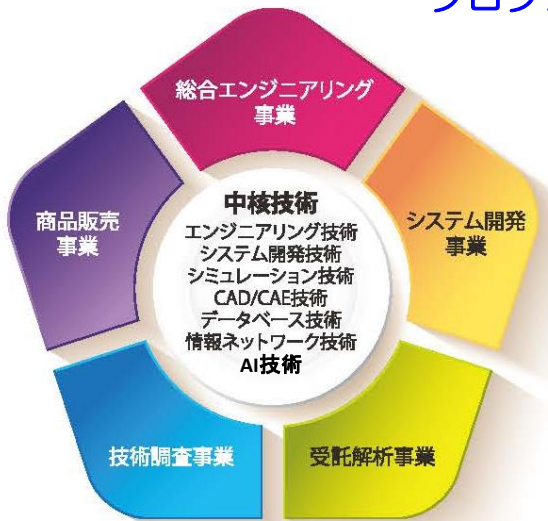 プログ
総合エンジニアリング
事業
商品販売
事業
中核技術
エンジニアリング技術
システム開発技術
シミュレーション技術
CAD/CAE技術
データベース技術
情報ネットワーク技術
AI技術
システム開発
事業
技術調査事業
受託解析事業